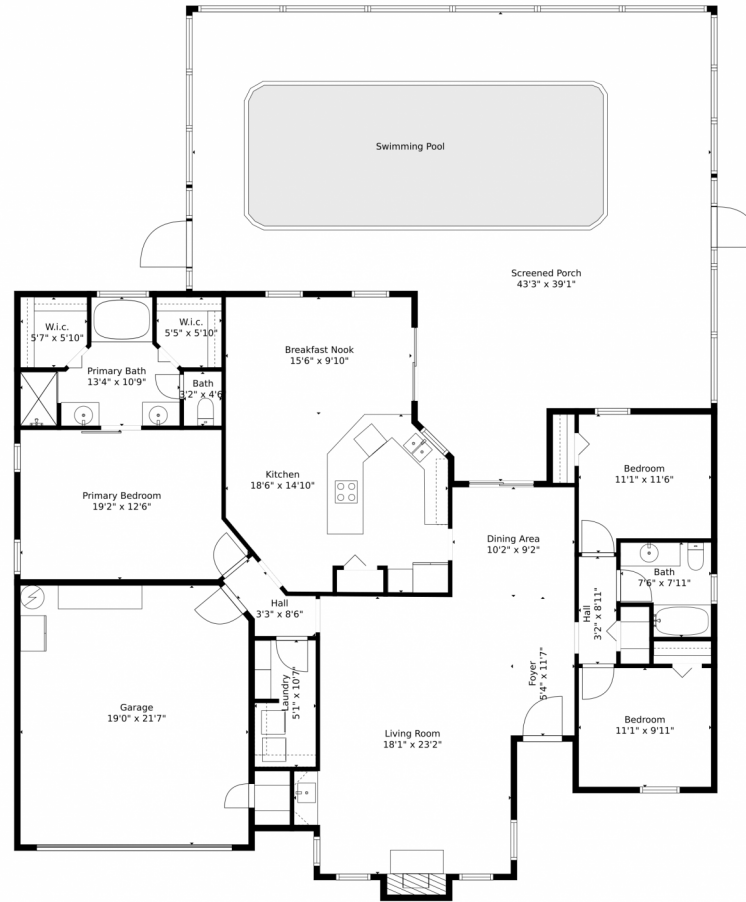 Swimming Pool
Screened Porch
43'3" x 39'1"
W.i.c.
5'7" x 5'10"
W.i.c.
5'5" x 5'10"
Primary Bath
13'4" x 10'9"
Bath
3'2" x 4'6
Breakfast Nook
15'6" x 9'10"
Kitchen
18'6" x 14'10"
Primary Bedroom
19'2" x 12'6"
Bedroom
11'1" x 11'6"
Dining Area
10'2" x 9'2"
Bath
7'6" x 7'11"
Hall
3'2" x 8'11"
Hall
3'3" x 8'6"
Foyer
5'4" x 11'7"
Laundry
5'1" x 10'7"
Garage
19'0" x 21'7"
Living Room
18'1" x 23'2"
Bedroom
11'1" x 9'11"